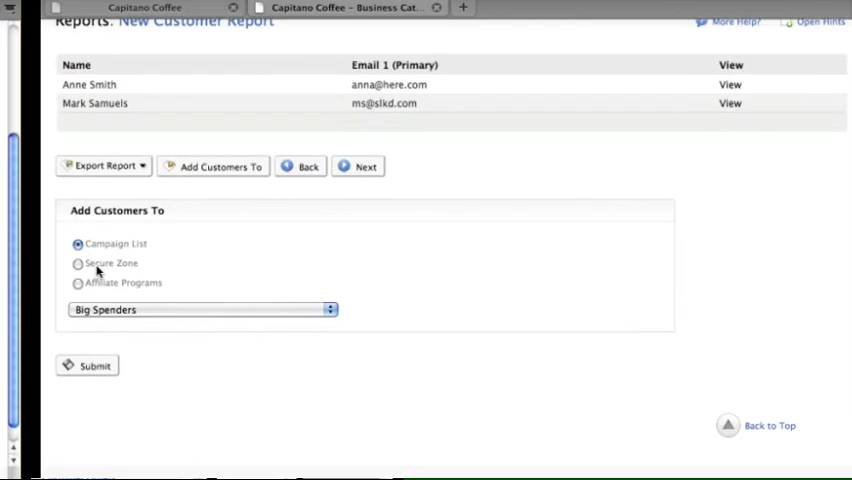 Capitano Coffee
Capitano Coffee - Business Cat...
Reports: New Customer Report
More Help?
Open Hints
Name Email 1 (Primary) View
Anne Smith anna@here.com View
Mark Samuels ms@slkd.com View
Export Report Add Customers To Back Next
Add Customers To
Campaign List
Secure Zone
Affiliate Programs
Big Spenders
Submit
Back to Top